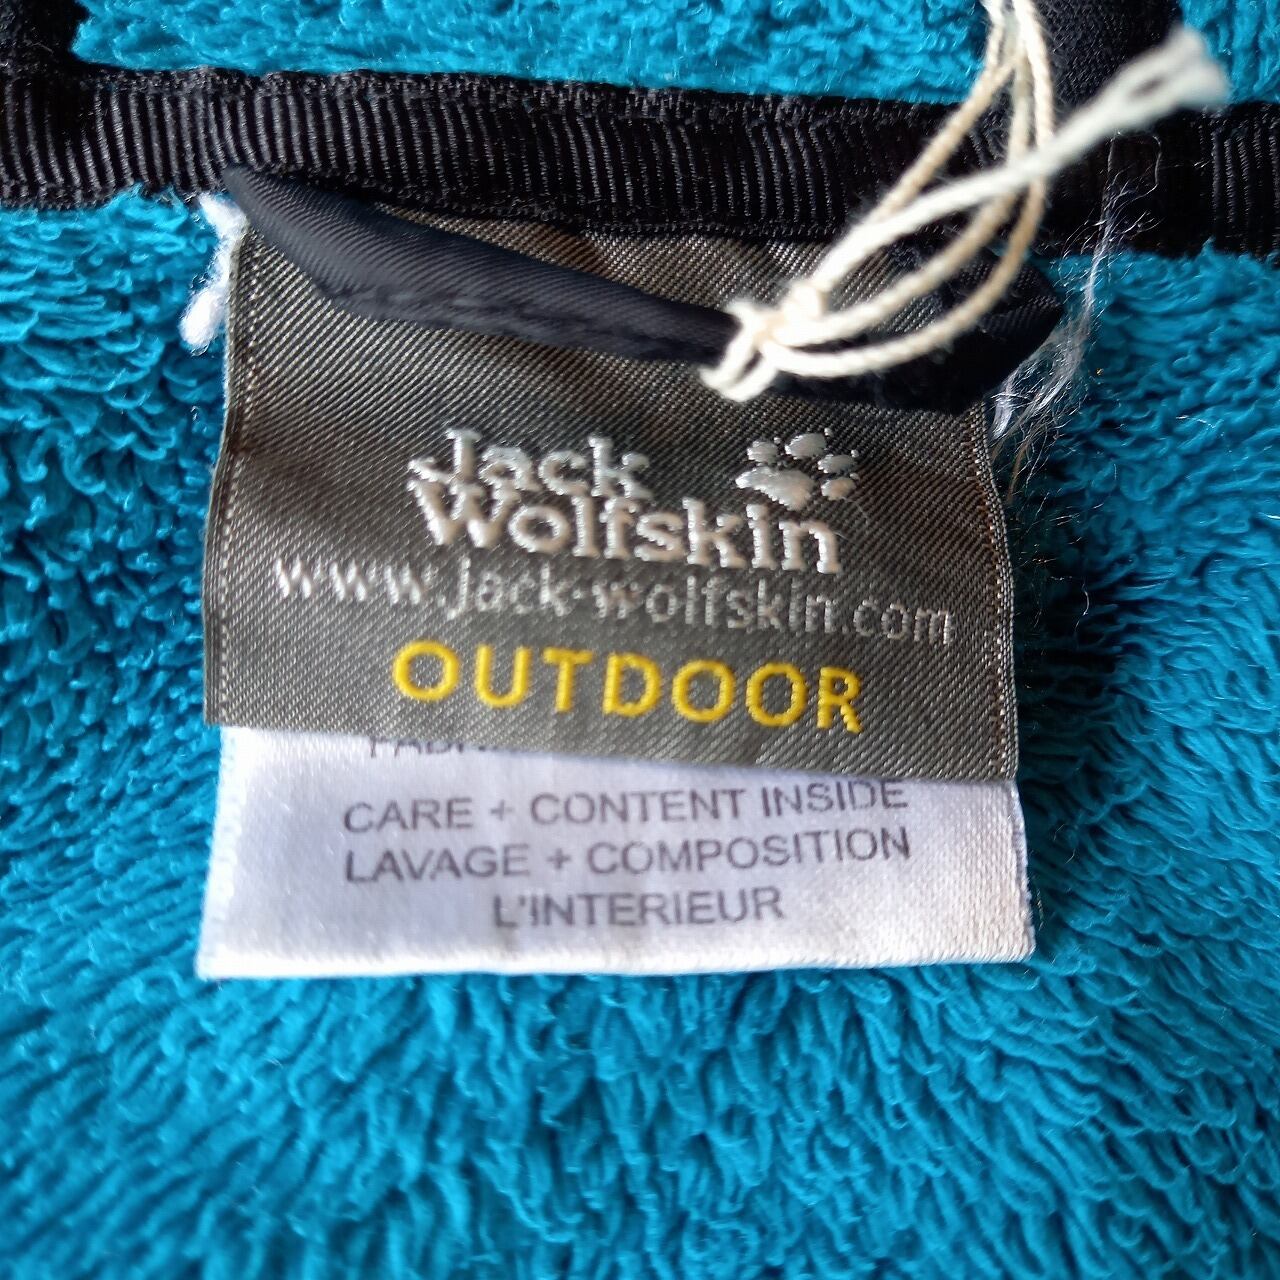 Jack
Wolfskin
www.jack-wolfskin.com
OUTDOOR
CARE + CONTENT INSIDE
LAVAGE + COMPOSITION
L'INTERIEUR